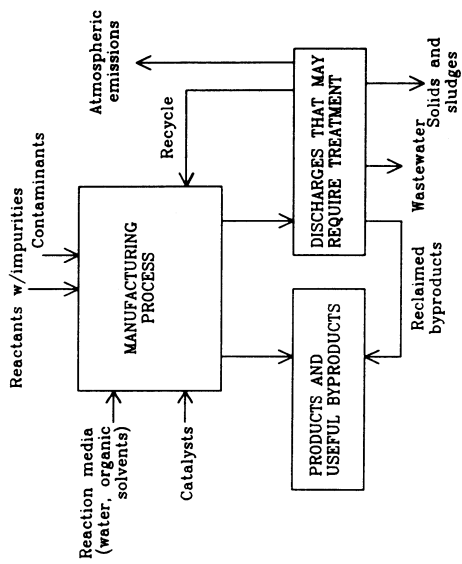 Reactants w/impurities
Contaminants
Reaction media
(water, organic
solvents)
Catalysts
MANUFACTURING
PROCESS
Recycle
Atmospheric
emissions
PRODUCTS AND
USEFUL BYPRODUCTS
DISCHARGES THAT MAY
REQUIRE TREATMENT
Reclaimed
byproducts
Wastewater
Solids and
sludges